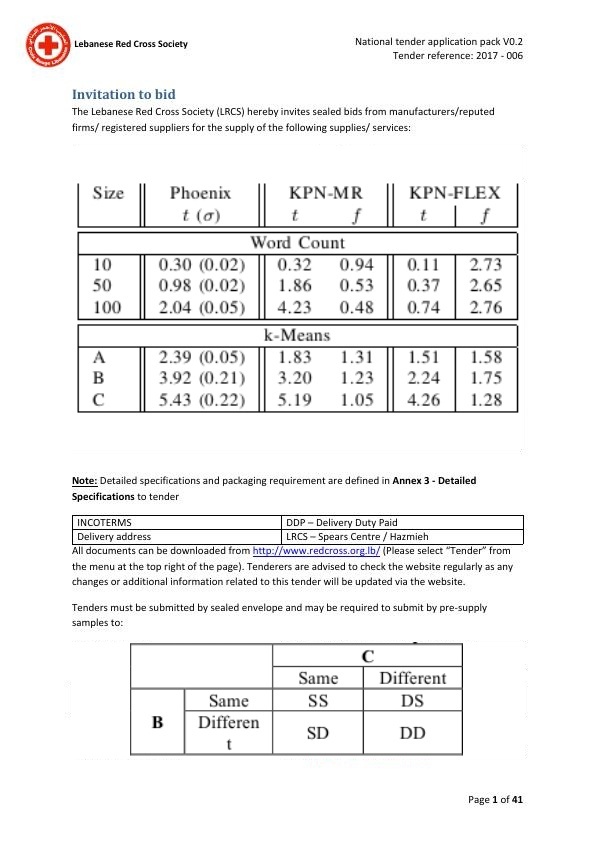 Lebanese Red Cross Society
National tender application pack V0.2
Tender reference: 2017 - 006
Invitation to bid
The Lebanese Red Cross Society (LRCS) hereby invites sealed bids from manufacturers/reputed
firms/ registered suppliers for the supply of the following supplies/ services:
Size Phoenix KPN-MR KPN-FLEX
t (σ) t f t f
Word Count
10 0.30 (0.02) 0.32 0.94 0.11 2.73
50 0.98 (0.02) 1.86 0.53 0.37 2.65
100 2.04 (0.05) 4.23 0.48 0.74 2.76
k-Means
A 2.39 (0.05) 1.83 1.31 1.51 1.58
B 3.92 (0.21) 3.20 1.23 2.24 1.75
C 5.43 (0.22) 5.19 1.05 4.26 1.28
Note: Detailed specifications and packaging requirement are defined in Annex 3 - Detailed
Specifications to tender
INCOTERMS DDP – Delivery Duty Paid
Delivery address LRCS – Spears Centre / Hazmieh
All documents can be downloaded from http://www.redcross.org.lb/ (Please select “Tender” from
the menu at the top right of the page). Tenderers are advised to check the website regularly as any
changes or additional information related to this tender will be updated via the website.
Tenders must be submitted by sealed envelope and may be required to submit by pre-supply
samples to:
C
Same Different
B Same SS DS
Differen SD DD
t
Page 1 of 41